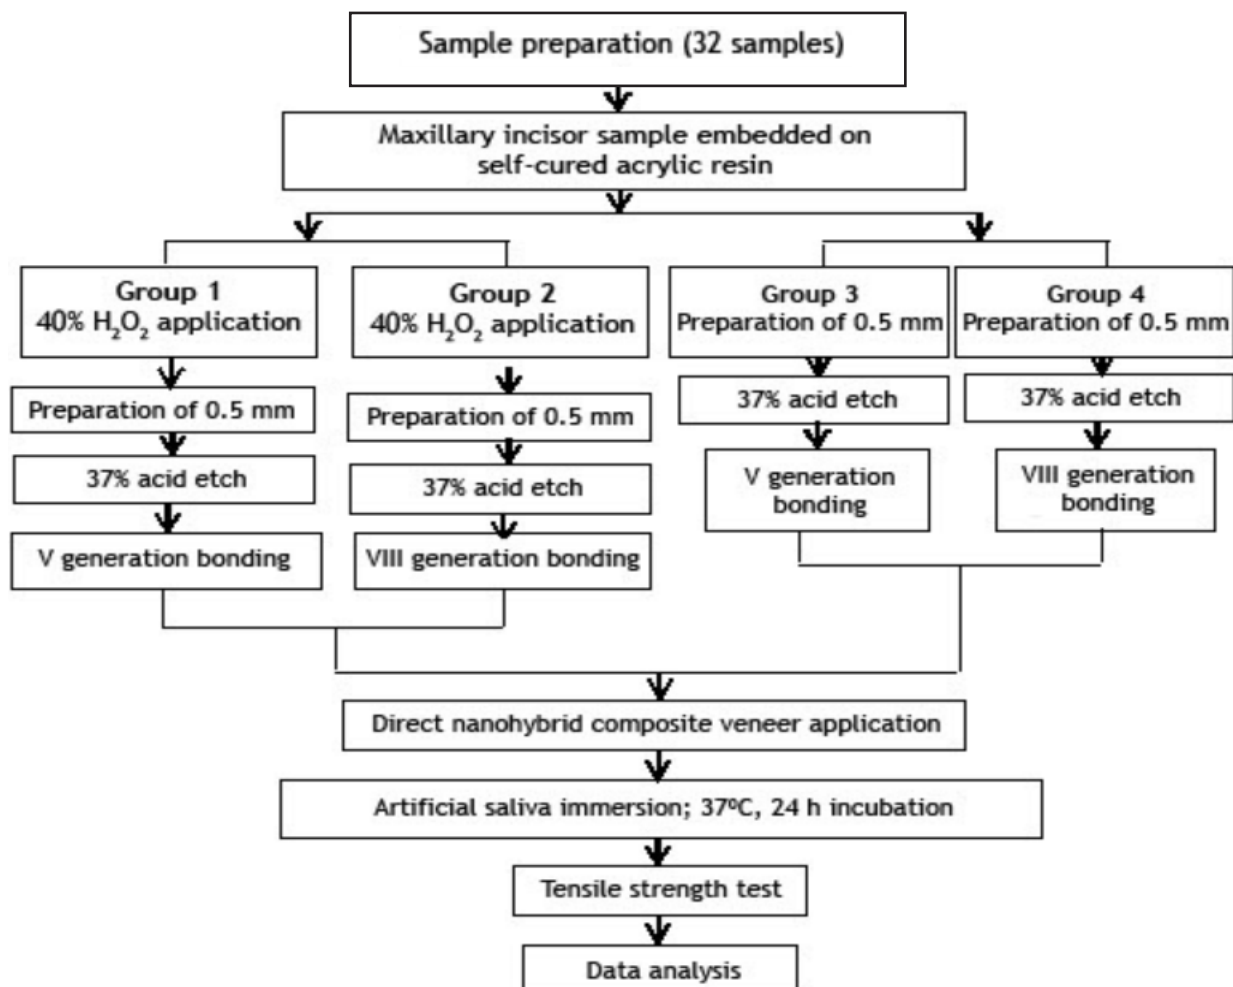 Sample preparation (32 samples)
Maxillary incisor sample embedded on
self-cured acrylic resin
Group 1
40% H₂O₂ application
Group 2
40% H₂O₂ application
Group 3
Preparation of 0.5 mm
Group 4
Preparation of 0.5 mm
Preparation of 0.5 mm
Preparation of 0.5 mm
37% acid etch
37% acid etch
37% acid etch
37% acid etch
V generation bonding
VIII generation bonding
V generation
bonding
VIII generation
bonding
Direct nanohybrid composite veneer application
Artificial saliva immersion; 37⁰C, 24 h incubation
Tensile strength test
Data analysis